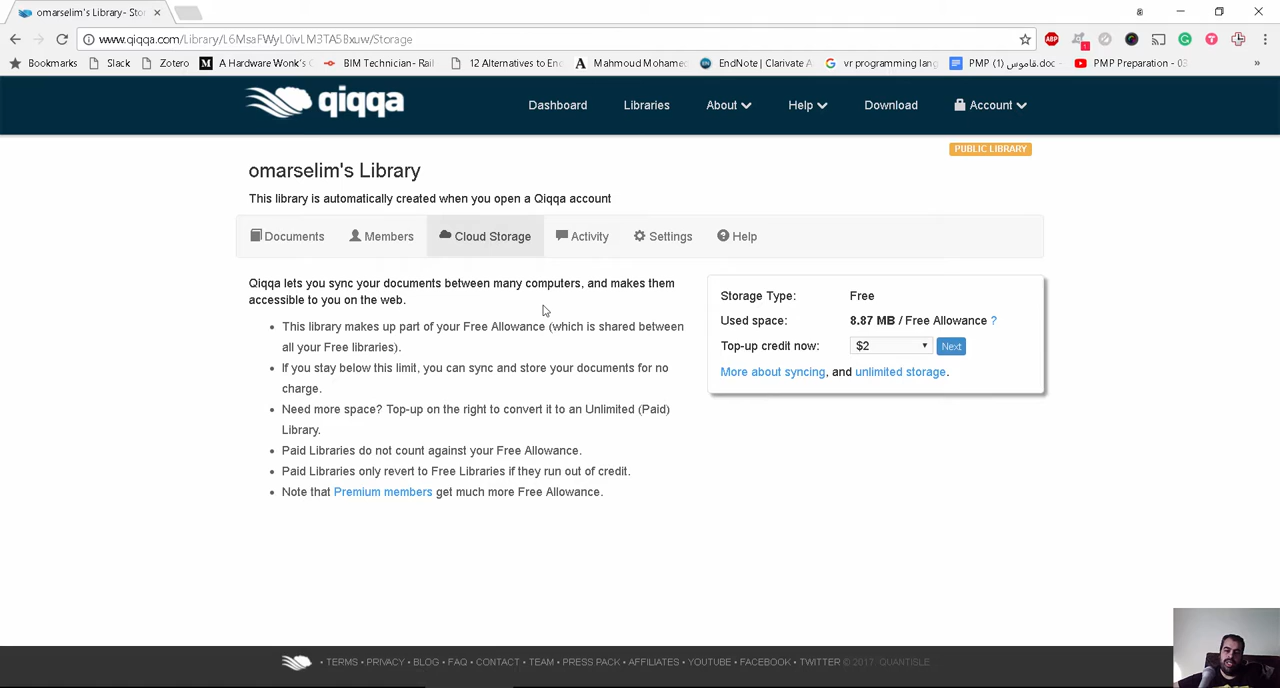 omarselim's Library- Sto
www.qiqqa.com/Library/L6MsaFWyL0ivLM3TA5Bxuw/Storage
ABP
1
T
Bookmarks Slack Zotero M A Hardware Wonk's BIM Technician- Rail 12 Alternatives to En A Mahmoud Mohame EN EndNote | Clarivate A G vr programming lang PMP (1) قاموس.doc PMP Preparation - 03 »
qiqqa Dashboard Libraries About Help Download Account
PUBLIC LIBRARY
omarselim's Library
This library is automatically created when you open a Qiqqa account
Documents Members Cloud Storage Activity Settings Help
Qiqqa lets you sync your documents between many computers, and makes them
accessible to you on the web.
• This library makes up part of your Free Allowance (which is shared between
all your Free libraries).
• If you stay below this limit, you can sync and store your documents for no
charge.
• Need more space? Top-up on the right to convert it to an Unlimited (Paid)
Library.
• Paid Libraries do not count against your Free Allowance.
• Paid Libraries only revert to Free Libraries if they run out of credit.
• Note that Premium members get much more Free Allowance.
Storage Type: Free
Used space: 8.87 MB / Free Allowance ?
Top-up credit now: $2 Next
More about syncing, and unlimited storage.
• TERMS • PRIVACY • BLOG • FAQ • CONTACT • TEAM • PRESS PACK • AFFILIATES • YOUTUBE • FACEBOOK • TWITTER © 2017 QUANTISLE